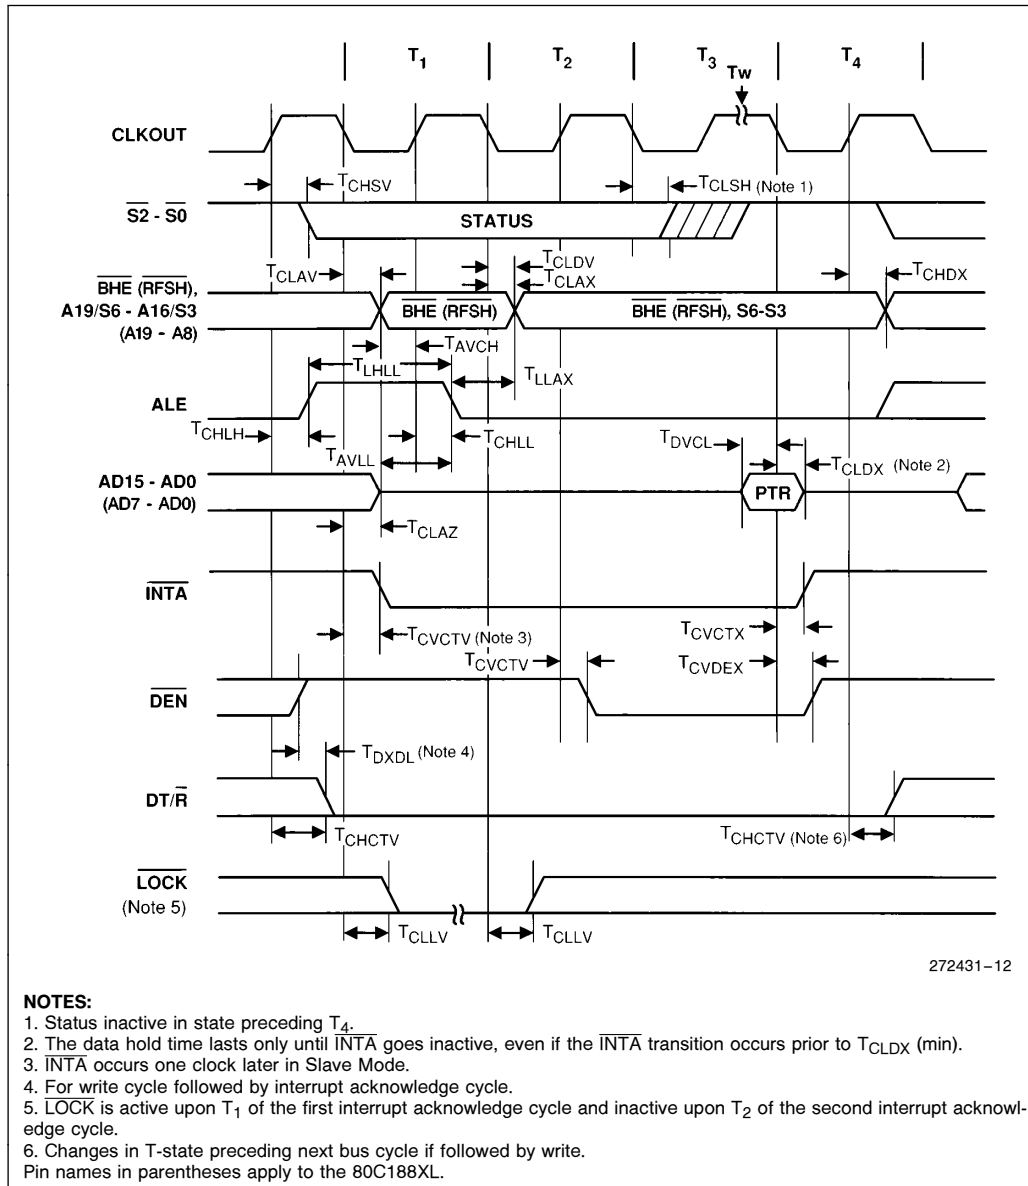 T1 T2 T3 T4
TW
CLKOUT
TCHSV TCLSH (Note 1)
S2 - S0 STATUS
TCLAV TCLDV TCHDX
TCLAX
BHE (RFSH),
A19/S6 - A16/S3
(A19 - A8)
BHE (RFSH) BHE (RFSH), S6-S3
TAVCH
TLHLL TLLAX
ALE
TCHLH TCHLL TDVCL
TAVLL TCLDX (Note 2)
AD15 - AD0
(AD7 - AD0)
PTR
TCLAZ
INTA
TCVCTV (Note 3) TCVCTX
TCVCTV TCVDEX
DEN
TDXDL (Note 4)
DT/R
TCHCTV TCHCTV (Note 6)
LOCK
(Note 5)
TCLLV TCLLV
272431–12
NOTES:
1. Status inactive in state preceding T4.
2. The data hold time lasts only until INTA goes inactive, even if the INTA transition occurs prior to TCLDX (min).
3. INTA occurs one clock later in Slave Mode.
4. For write cycle followed by interrupt acknowledge cycle.
5. LOCK is active upon T1 of the first interrupt acknowledge cycle and inactive upon T2 of the second interrupt acknowl-
edge cycle.
6. Changes in T-state preceding next bus cycle if followed by write.
Pin names in parentheses apply to the 80C188XL.